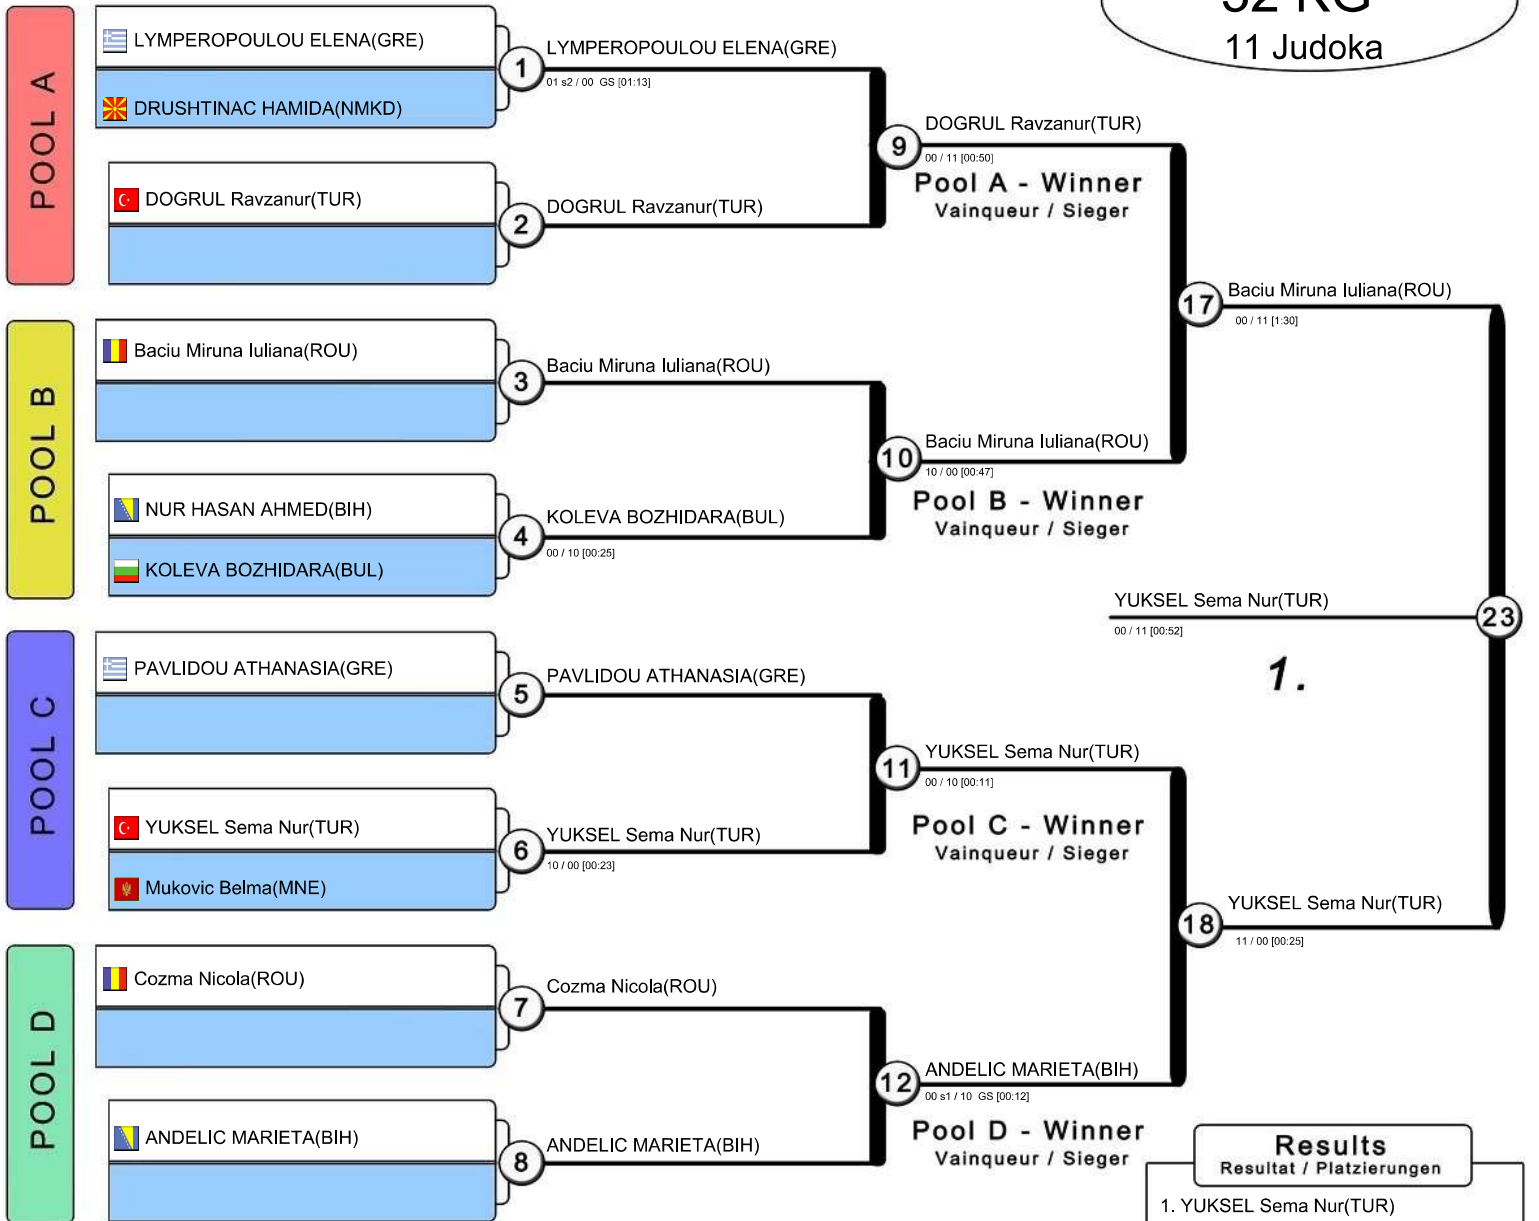 52 KG
11 Judoka
POOL A
LYMPEROPOULOU ELENA(GRE)
DRUSHTINAC HAMIDA(NMKD)
1
LYMPEROPOULOU ELENA(GRE)
01 s2 / 00 GS [01:13]
DOGRUL Ravzanur(TUR)
2
DOGRUL Ravzanur(TUR)
9
DOGRUL Ravzanur(TUR)
00 / 11 [00:50]
Pool A - Winner
Vainqueur / Sieger
POOL B
Baciu Miruna Iuliana(ROU)
3
Baciu Miruna Iuliana(ROU)
NUR HASAN AHMED(BIH)
KOLEVA BOZHIDARA(BUL)
4
KOLEVA BOZHIDARA(BUL)
00 / 10 [00:25]
10
Baciu Miruna Iuliana(ROU)
10 / 00 [00:47]
Pool B - Winner
Vainqueur / Sieger
17
Baciu Miruna Iuliana(ROU)
00 / 11 [1:30]
POOL C
PAVLIDOU ATHANASIA(GRE)
5
PAVLIDOU ATHANASIA(GRE)
YUKSEL Sema Nur(TUR)
Mukovic Belma(MNE)
6
YUKSEL Sema Nur(TUR)
10 / 00 [00:23]
11
YUKSEL Sema Nur(TUR)
00 / 10 [00:11]
Pool C - Winner
Vainqueur / Sieger
POOL D
Cozma Nicola(ROU)
7
Cozma Nicola(ROU)
ANDELIC MARIETA(BIH)
8
ANDELIC MARIETA(BIH)
12
ANDELIC MARIETA(BIH)
00 s1 / 10 GS [00:12]
Pool D - Winner
Vainqueur / Sieger
18
YUKSEL Sema Nur(TUR)
11 / 00 [00:25]
23
YUKSEL Sema Nur(TUR)
00 / 11 [00:52]
1.
Results
Resultat / Platzierungen
1. YUKSEL Sema Nur(TUR)